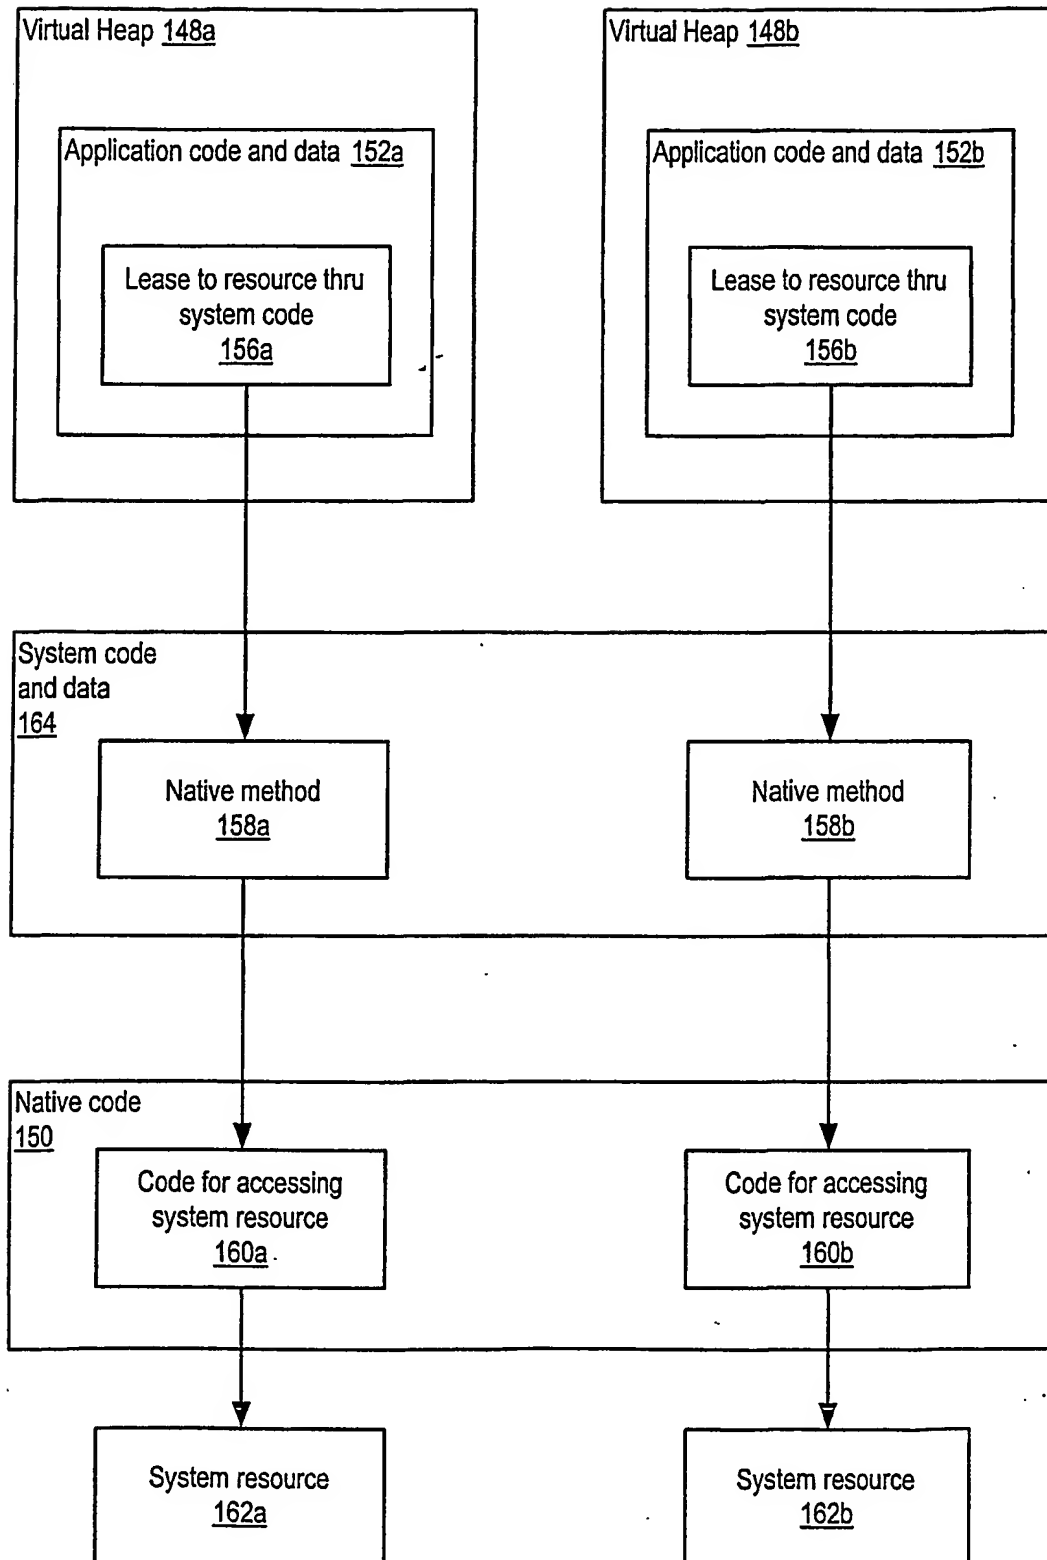 Virtual Heap 148a
Application code and data 152a
Lease to resource thru
system code
156a
Virtual Heap 148b
Application code and data 152b
Lease to resource thru
system code
156b
System code
and data
164
Native method
158a
Native method
158b
Native code
150
Code for accessing
system resource
160a
Code for accessing
system resource
160b
System resource
162a
System resource
162b